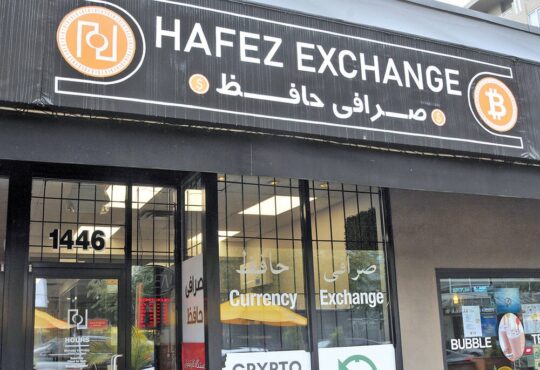 HAFEZ EXCHANGE
صرافی حافظ
1446
HOURS
صرافی
حافظ
حافظ صرافی
Currency Exchange
CRYPTO
BUBBLE